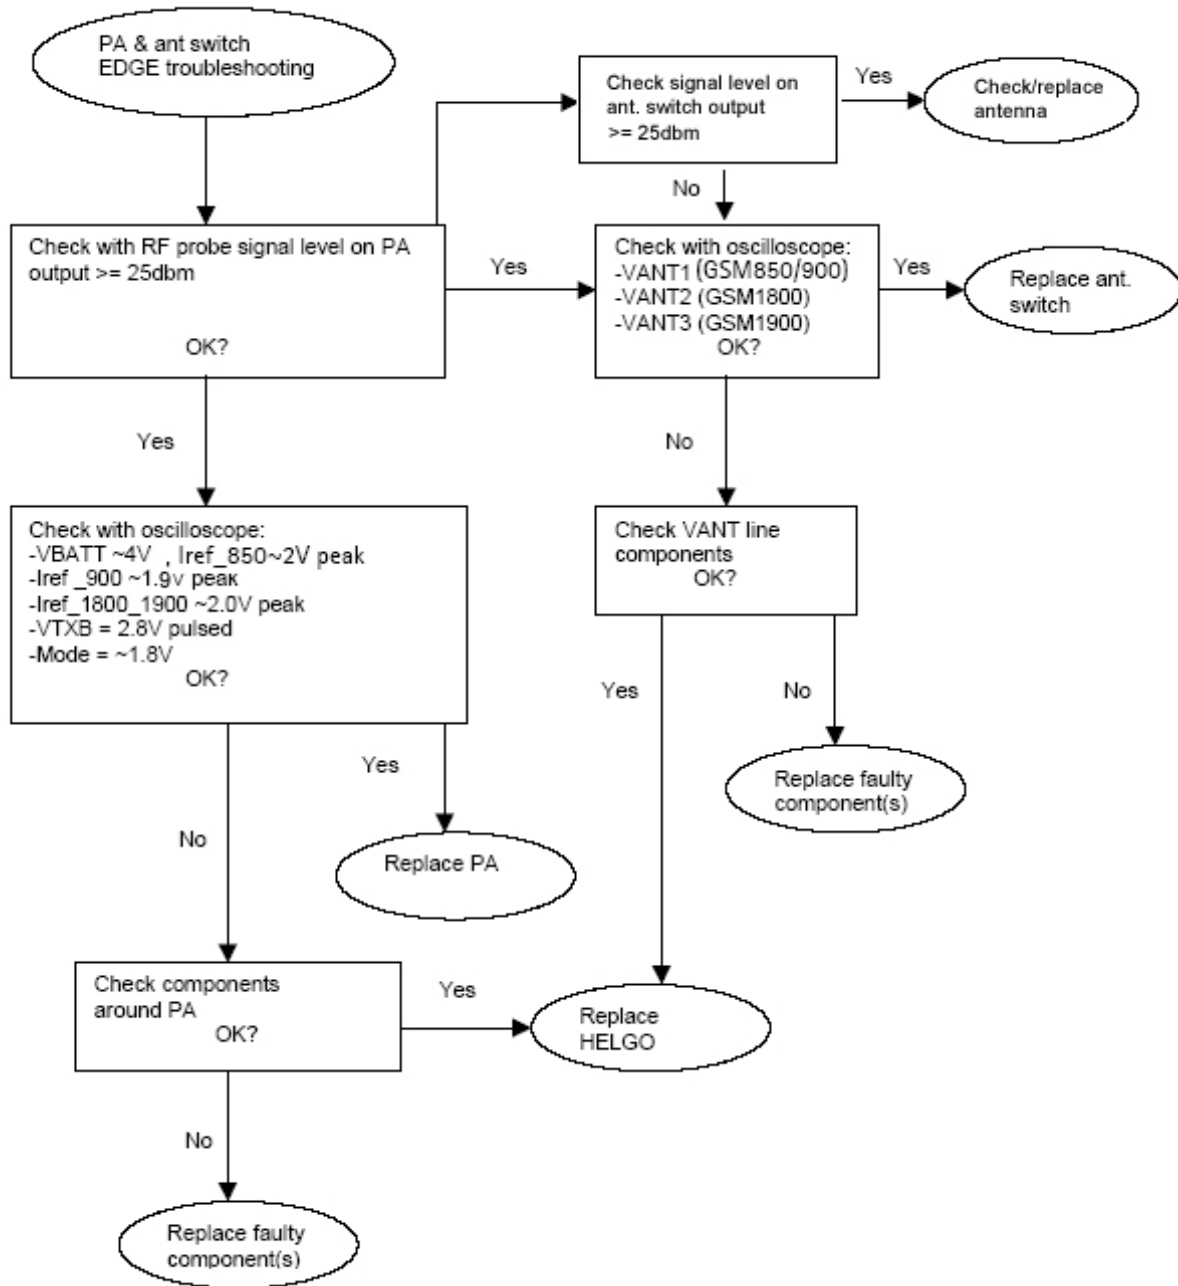 PA & ant switch
EDGE troubleshooting
Check signal level on
ant. switch output
>= 25dbm
Yes
Check/replace
antenna
No
Check with RF probe signal level on PA
output >= 25dbm
OK?
Yes
Check with oscilloscope:
-VANT1 (GSM850/900)
-VANT2 (GSM1800)
-VANT3 (GSM1900)
OK?
Yes
Replace ant.
switch
Yes
No
Check with oscilloscope:
-VBATT ~4V , Iref_850~2V peak
-Iref _900 ~1.9v peaк
-Iref_1800_1900 ~2.0V peak
-VTXB = 2.8V pulsed
-Mode = ~1.8V
OK?
Check VANT line
components
OK?
Yes
No
Yes
No
Replace PA
Replace faulty
component(s)
Check components
around PA
OK?
Yes
Replace
HELGO
No
Replace faulty
component(s)